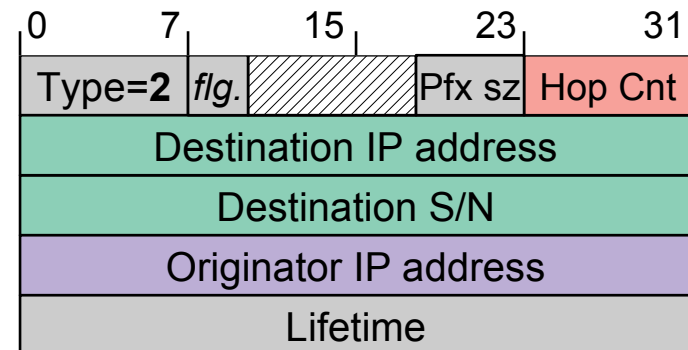 0 7 15 23 31
Type=2 flg. Pfx sz Hop Cnt
Destination IP address
Destination S/N
Originator IP address
Lifetime